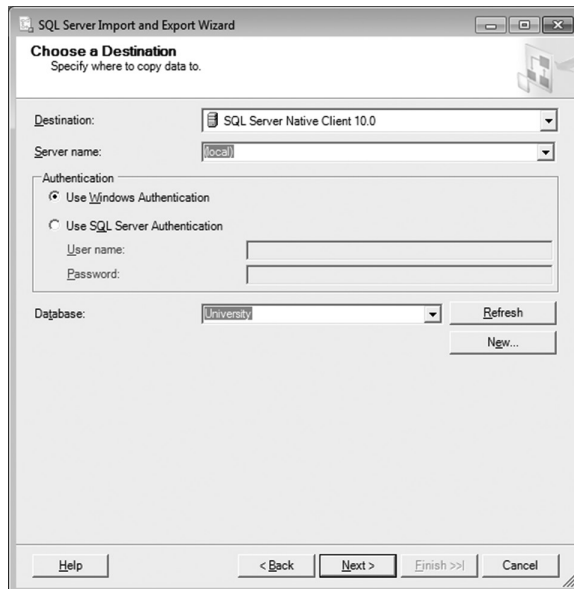 SQL Server Import and Export Wizard
Choose a Destination
Specify where to copy data to.
Destination: SQL Server Native Client 10.0
Server name: (local)
Authentication
Use Windows Authentication
Use SQL Server Authentication
User name:
Password:
Database: University Refresh
New...
Help < Back Next > Finish >>| Cancel